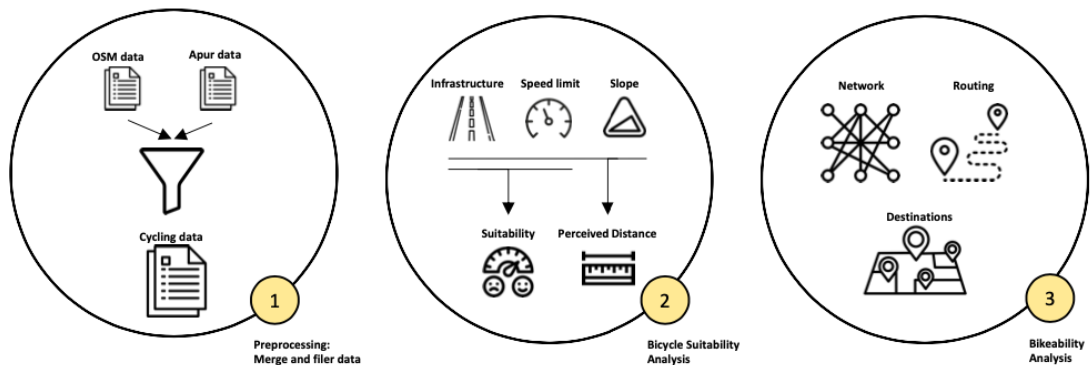 OSM data
Apur data
Cycling data
1
Preprocessing:
Merge and filer data
Infrastructure
Speed limit
Slope
Suitability
Perceived Distance
2
Bicycle Suitability
Analysis
Network
Routing
Destinations
3
Bikeability
Analysis